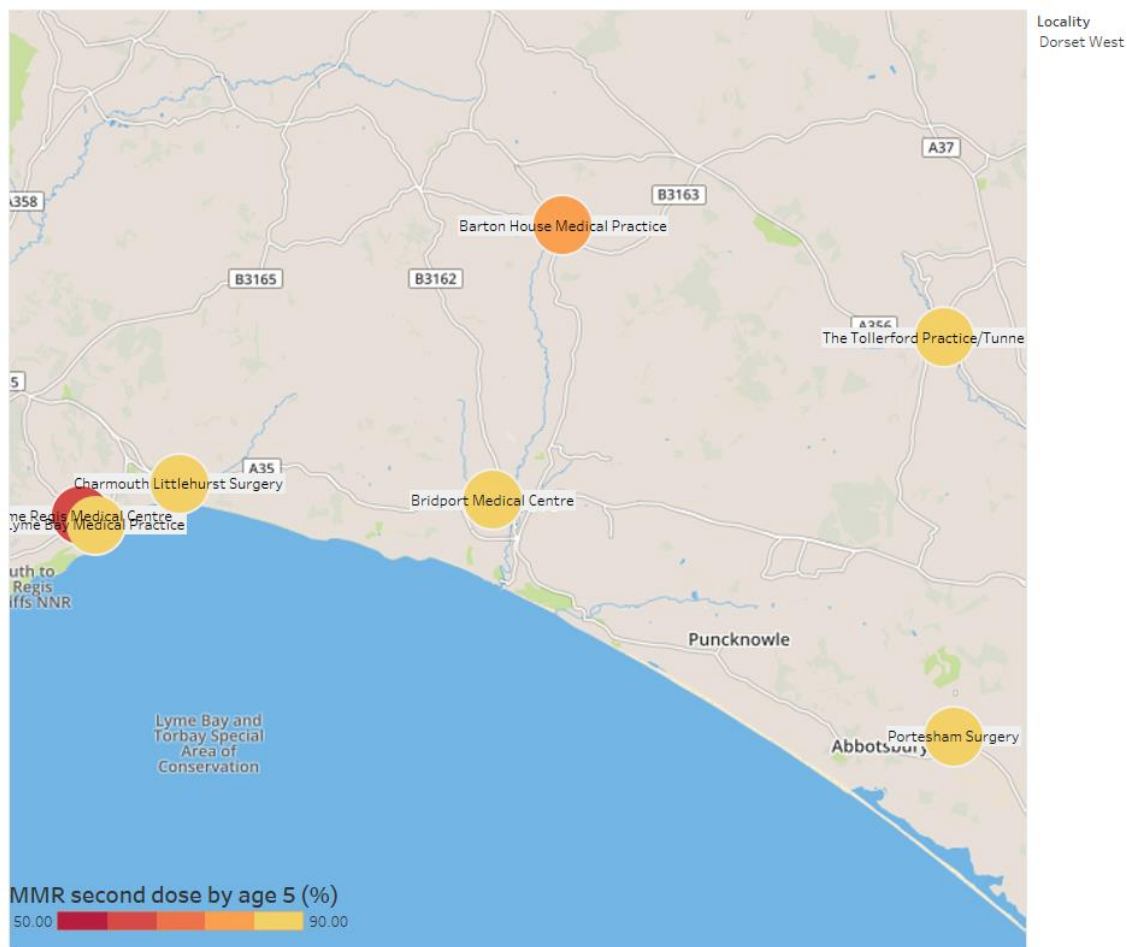 Locality
Dorset West
A37
A358
B3163
Barton House Medical Practice
B3165
B3162
A356
The Tollerford Practice/Tunne
5
A35
Charmouth Littlehurst Surgery
Bridport Medical Centre
me Regis Medical Centre
Lyme Bay Medical Practice
uth to
Regis
iffs NNR
Puncknowle
Lyme Bay and
Torbay Special
Area of
Conservation
Portesham Surgery
Abbotsbury
MMR second dose by age 5 (%)
50.00 90.00